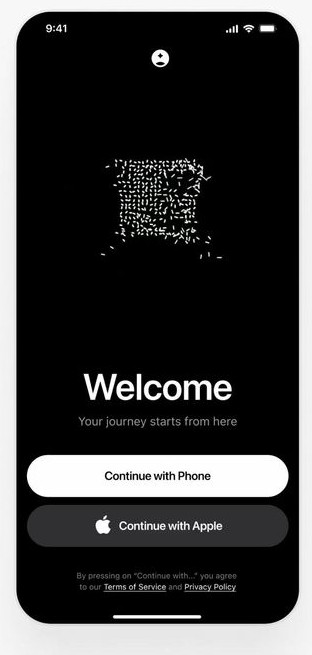 9:41
Welcome
Your journey starts from here
Continue with Phone
Continue with Apple
By pressing on “Continue with...” you agree
to our Terms of Service and Privacy Policy